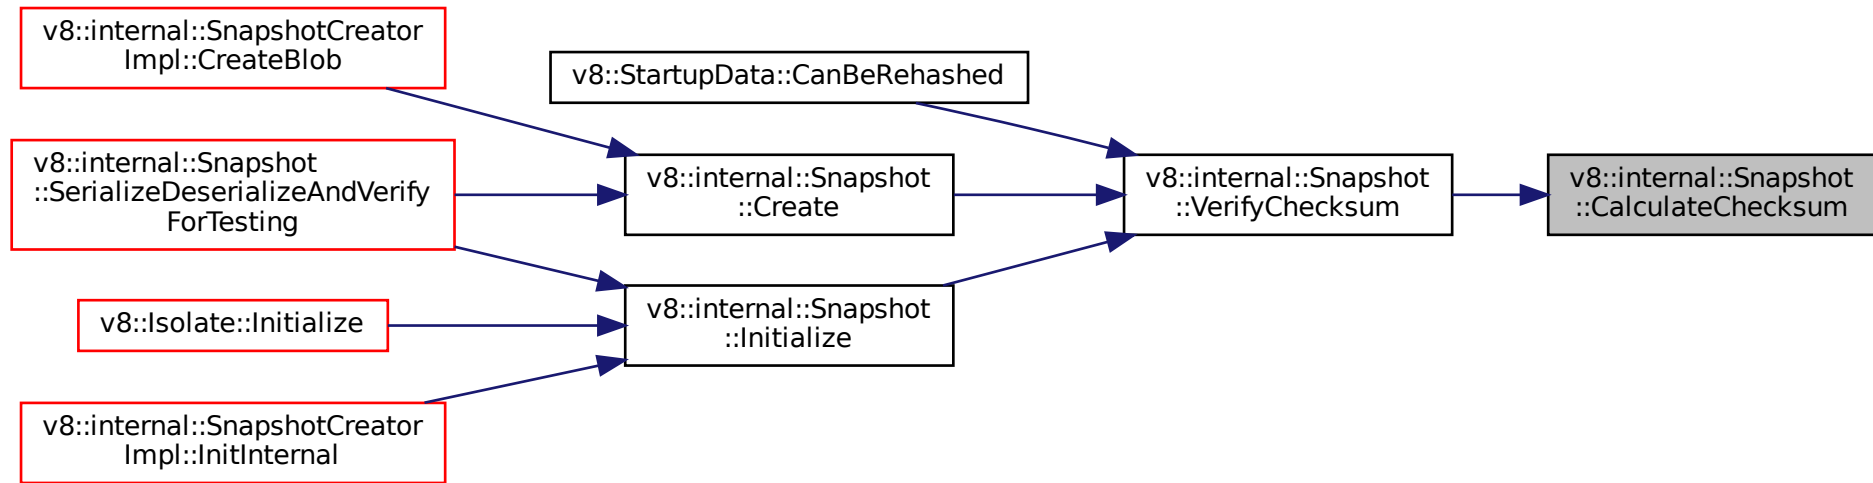 v8::internal::SnapshotCreator
Impl::CreateBlob
v8::StartupData::CanBeRehashed
v8::internal::Snapshot
::SerializeDeserializeAndVerify
ForTesting
v8::internal::Snapshot
::Create
v8::internal::Snapshot
::VerifyChecksum
v8::internal::Snapshot
::CalculateChecksum
v8::Isolate::Initialize
v8::internal::Snapshot
::Initialize
v8::internal::SnapshotCreator
Impl::InitInternal